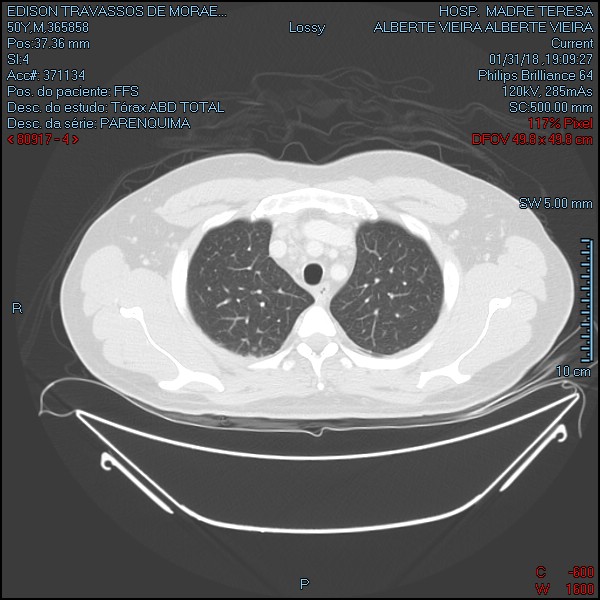 EDISON TRAVASSOS DE MORAE...
50Y,M,365858
Pos:37.36 mm
Sl:4
Acc#: 371134
Pos. do paciente: FFS
Desc. do estudo: Tórax ABD TOTAL
Desc. da série: PARENQUIMA
< 80917 - 4 >
Lossy
HOSP. MADRE TERESA
ALBERTE VIEIRA ALBERTE VIEIRA
Current
01/31/18 ,19:09:27
Philips Brilliance 64
120kV, 285mAs
SC:500.00 mm
117% Pixel
DFOV 49.8 x 49.8 cm
SW 5.00 mm
R
10 cm
P
C -600
W 1600